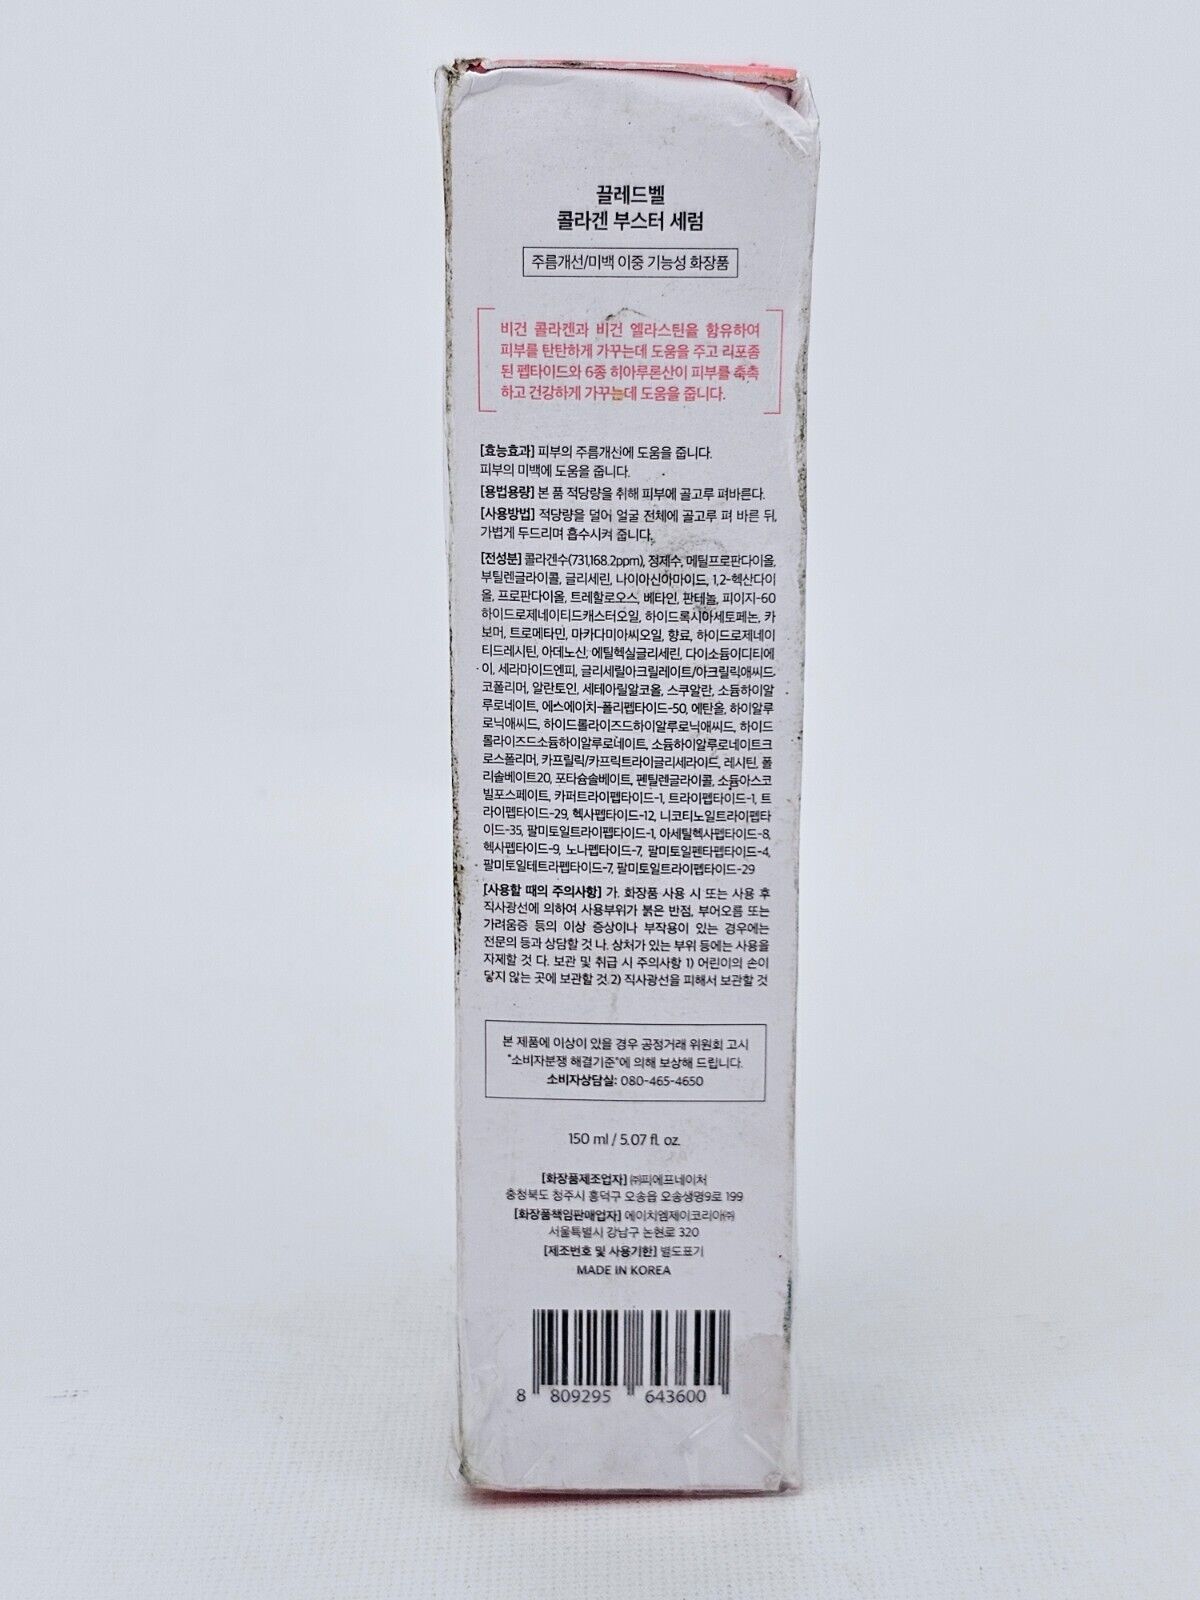 끌레드벨
콜라겐 부스터 세럼
주름개선/미백 이중 기능성 화장품
비건 콜라겐과 비건 엘라스틴을 함유하여
피부를 탄탄하게 가꾸는데 도움을 주고 리포좀
된 펩타이드와 6종 히아루론산이 피부를 촉촉
하고 건강하게 가꾸는데 도움을 줍니다.
[효능효과] 피부의 주름개선에 도움을 줍니다.
피부의 미백에 도움을 줍니다.
[용법용량] 본 품 적당량을 취해 피부에 골고루 펴바른다.
[사용방법] 적당량을 덜어 얼굴 전체에 골고루 펴 바른 뒤,
가볍게 두드리며 흡수시켜 줍니다.
[전성분] 콜라겐수(731,168.2ppm), 정제수, 메틸프로판다이올,
부틸렌글라이콜, 글리세린, 나이아신아마이드, 1,2-헥산다이
올, 프로판다이올, 트레할로오스, 베타인, 판테놀, 피이지-60
하이드로제네이티드캐스터오일, 하이드록시아세토페논, 카
보머, 트로메타민, 마카다미아씨오일, 향료, 하이드로제네이
티드레시틴, 아데노신, 에틸헥실글리세린, 다이소듐이디티에
이, 세라마이드엔피, 글리세릴아크릴레이트/아크릴릭애씨드
코폴리머, 알란토인, 세테아릴알코올, 스쿠알란, 소듐하이알
루로네이트, 에스에이치-폴리펩타이드-50, 에탄올, 하이알루
로닉애씨드, 하이드롤라이즈드하이알루로닉애씨드, 하이드
롤라이즈드소듐하이알루로네이트, 소듐하이알루로네이트크
로스폴리머, 카프릴릭/카프릭트라이글리세라이드, 레시틴, 폴
리솔베이트20, 포타슘솔베이트, 펜틸렌글라이콜, 소듐아스코
빌포스페이트, 카퍼트라이펩타이드-1, 트라이펩타이드-1, 트
라이펩타이드-29, 헥사펩타이드-12, 니코티노일트라이펩타
이드-35, 팔미토일트라이펩타이드-1, 아세틸헥사펩타이드-8,
헥사펩타이드-9, 노나펩타이드-7, 팔미토일펜타펩타이드-4,
팔미토일테트라펩타이드-7, 팔미토일트라이펩타이드-29
[사용할 때의 주의사항] 가. 화장품 사용 시 또는 사용 후
직사광선에 의하여 사용부위가 붉은 반점, 부어오름 또는
가려움증 등의 이상 증상이나 부작용이 있는 경우에는
전문의 등과 상담할 것 나. 상처가 있는 부위 등에는 사용을
자제할 것 다. 보관 및 취급 시 주의사항 1) 어린이의 손이
닿지 않는 곳에 보관할 것 2) 직사광선을 피해서 보관할 것
본 제품에 이상이 있을 경우 공정거래 위원회 고시
"소비자분쟁 해결기준"에 의해 보상해 드립니다.
소비자상담실: 080-465-4650
150 ml / 5.07 fl. oz.
[화장품제조업자] ㈜피에프네이처
충청북도 청주시 흥덕구 오송읍 오송생명9로 199
[화장품책임판매업자] 에이치엠제이코리아㈜
서울특별시 강남구 논현로 320
[제조번호 및 사용기한] 별도표기
MADE IN KOREA
8 809295 643600